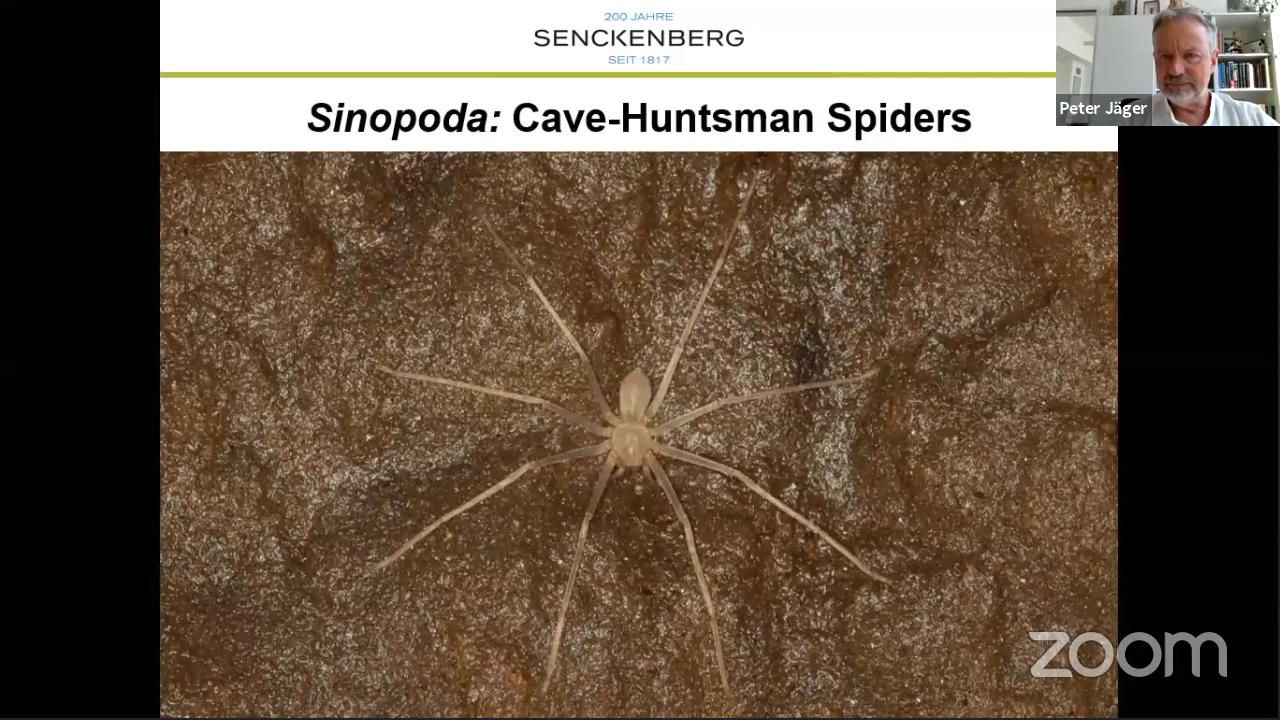 200 JAHRE
SENCKENBERG
SEIT 1817
Peter Jäger
Sinopoda: Cave-Huntsman Spiders
zoom